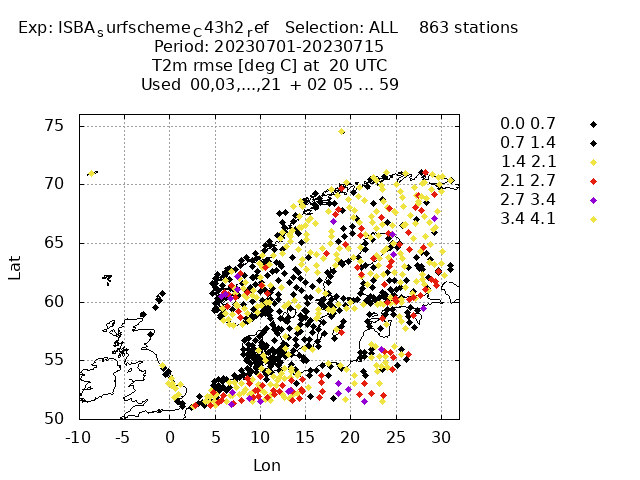 Exp: ISBAsurfschemeC43h2ref Selection: ALL 863 stations
Period: 20230701-20230715
T2m rmse [deg C] at 20 UTC
Used 00,03,...,21 + 02 05 ... 59
0.0 0.7
0.7 1.4
1.4 2.1
2.1 2.7
2.7 3.4
3.4 4.1
75
70
65
60
55
50
Lat
-10 -5 0 5 10 15 20 25 30
Lon